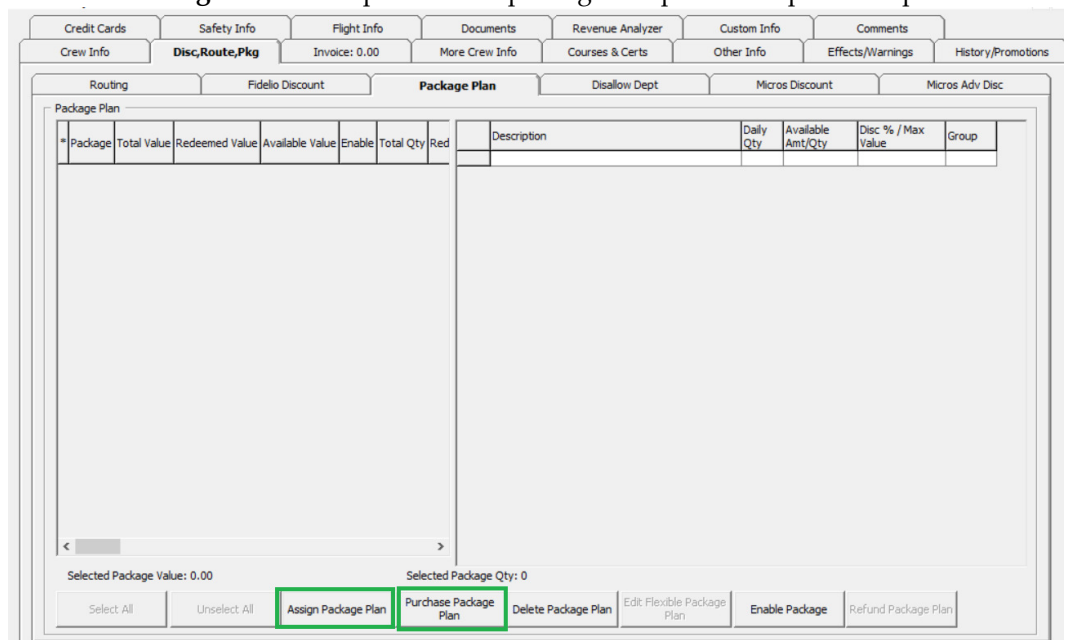 Credit Cards Safety Info Flight Info Documents Revenue Analyzer Custom Info Comments
Crew Info Disc,Route,Pkg Invoice: 0.00 More Crew Info Courses & Certs Other Info Effects/Warnings History/Promotions
Routing Fidelio Discount Package Plan Disallow Dept Micros Discount Micros Adv Disc
Package Plan
* Package Total Value Redeemed Value Available Value Enable Total Qty Red
Description Daily Qty Available Amt/Qty Disc % / Max Value Group
Selected Package Value: 0.00 Selected Package Qty: 0
Select All Unselect All Assign Package Plan Purchase Package Plan Delete Package Plan Edit Flexible Package Plan Enable Package Refund Package Plan